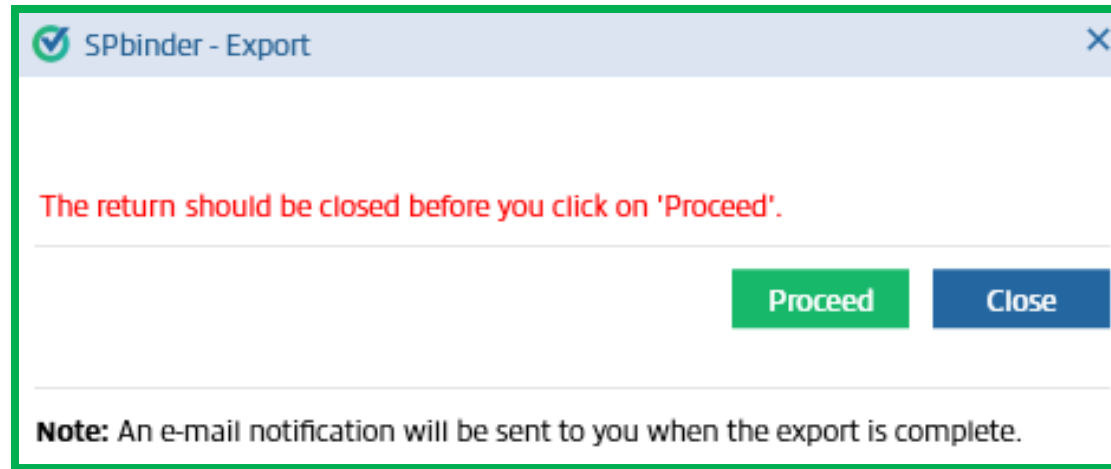 SPbinder - Export
The return should be closed before you click on 'Proceed'.
Proceed Close
Note: An e-mail notification will be sent to you when the export is complete.